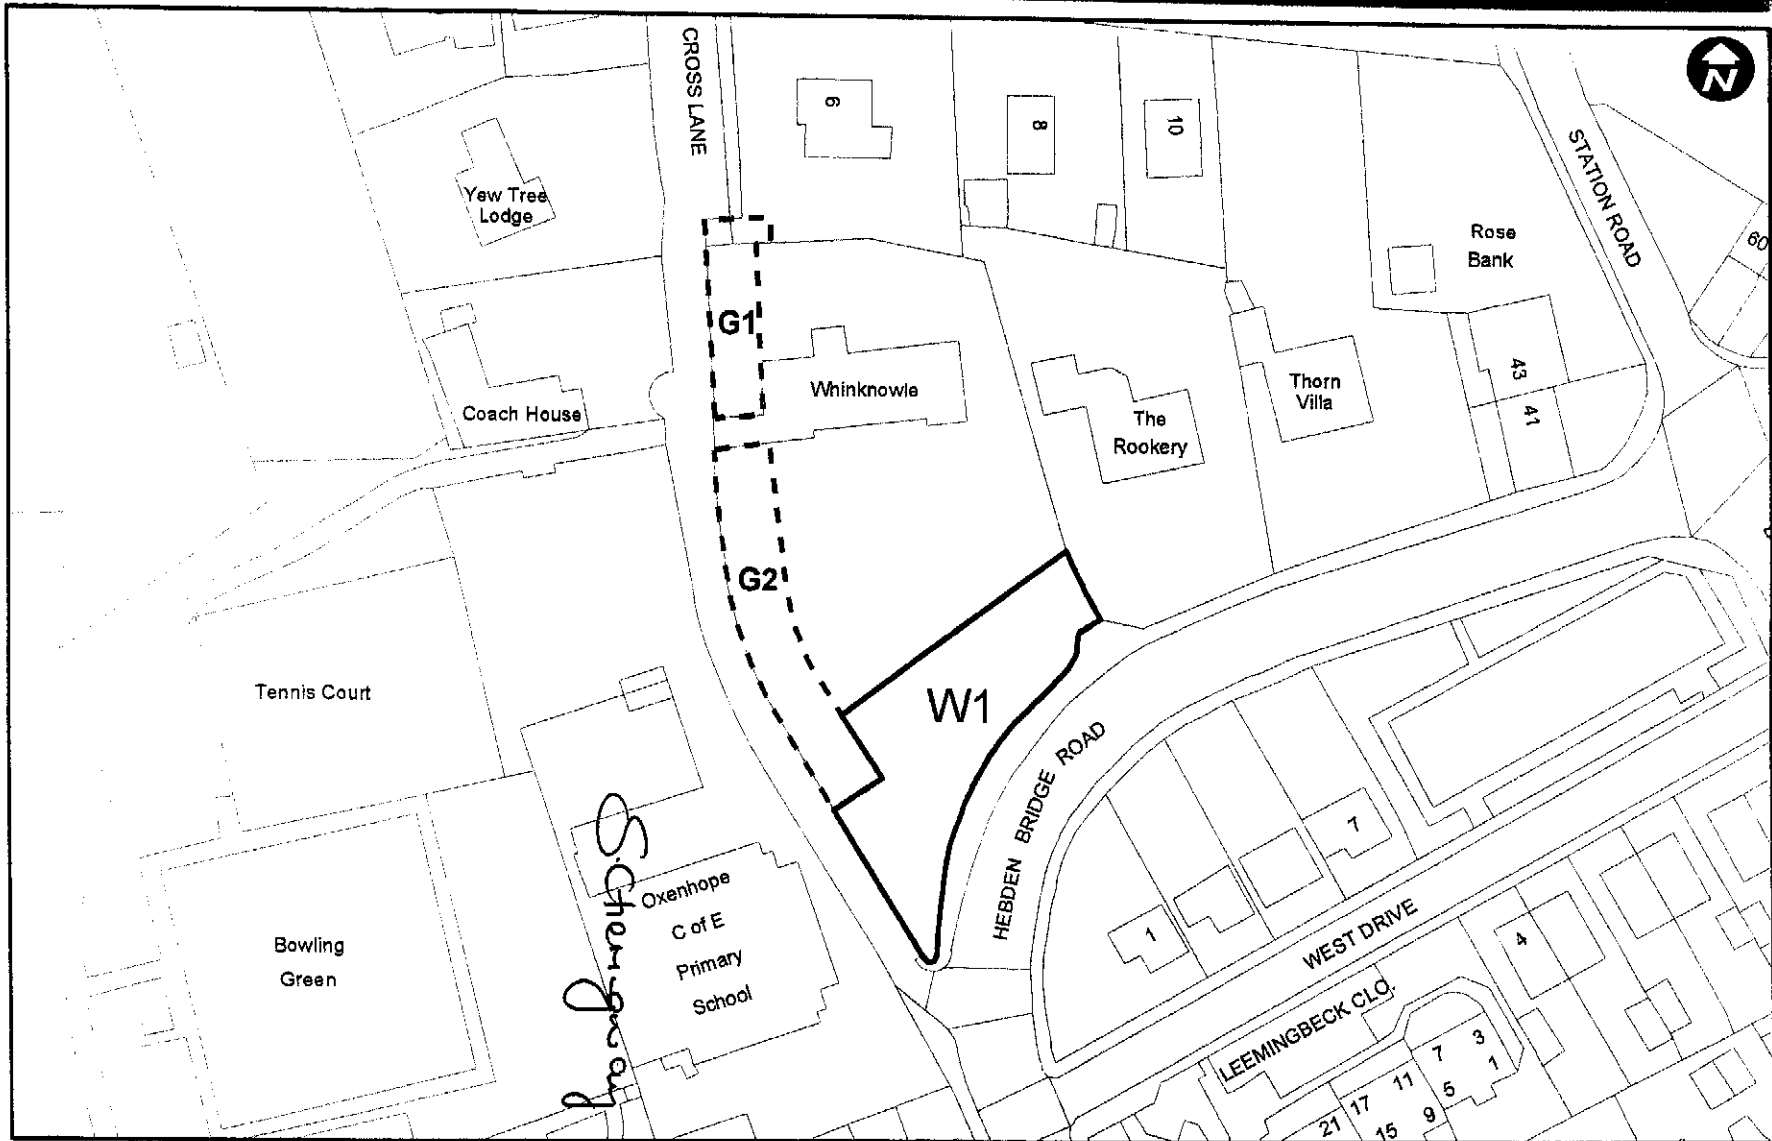 CROSS LANE
N
6
8
10
STATION ROAD
Yew Tree
Lodge
Rose
Bank
60
G1
Whinknowle
Coach House
The
Rookery
Thorn
Villa
43
41
G2
Tennis Court
W1
HEBDEN BRIDGE ROAD
7
1
Oxenhope
C of E
Primary
School
Bowling
Green
WEST DRIVE
4
LEEMINGBECK CLO.
3
1
7
5
11
9
17
15
21